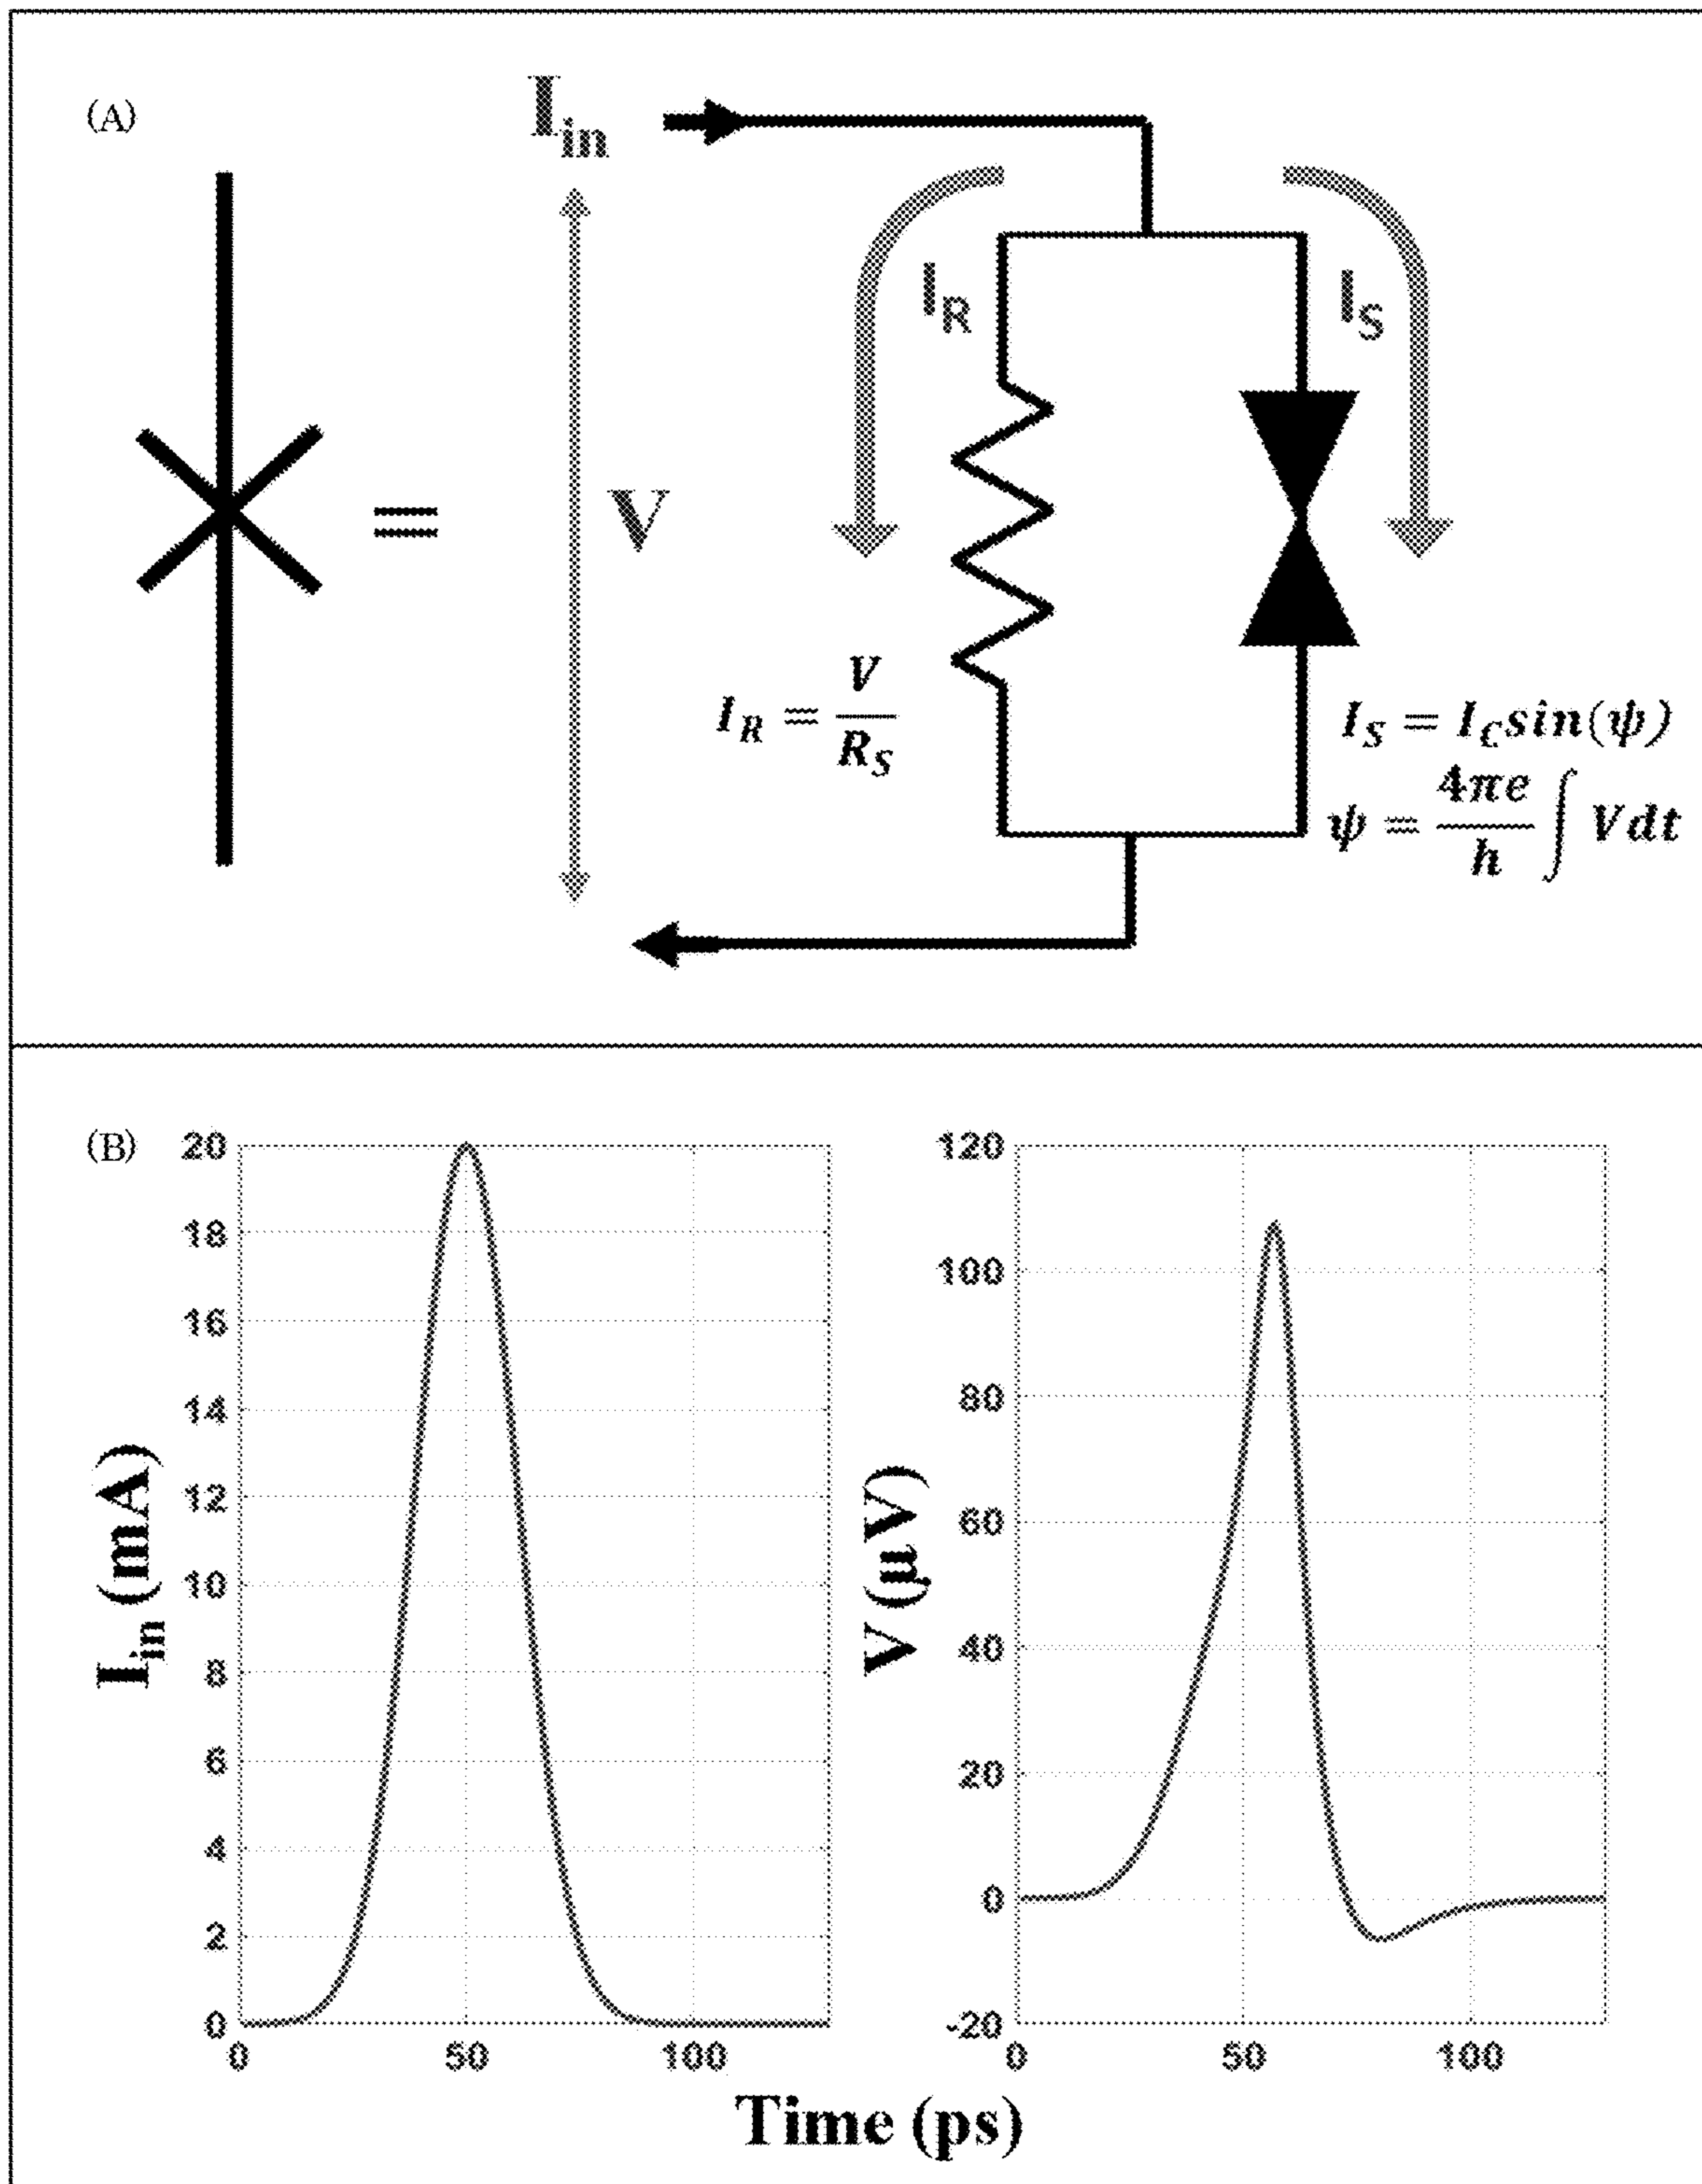 (A)
I_in
I_R
I_S
=
V
I_R = V/R_S
I_S = I_C sin(ψ)
ψ = 4πe/h ∫ Vdt
(B)
I_in (mA)
20
18
16
14
12
10
8
6
4
2
0
0 50 100
V (μV)
120
100
80
60
40
20
0
-20
0 50 100
Time (ps)